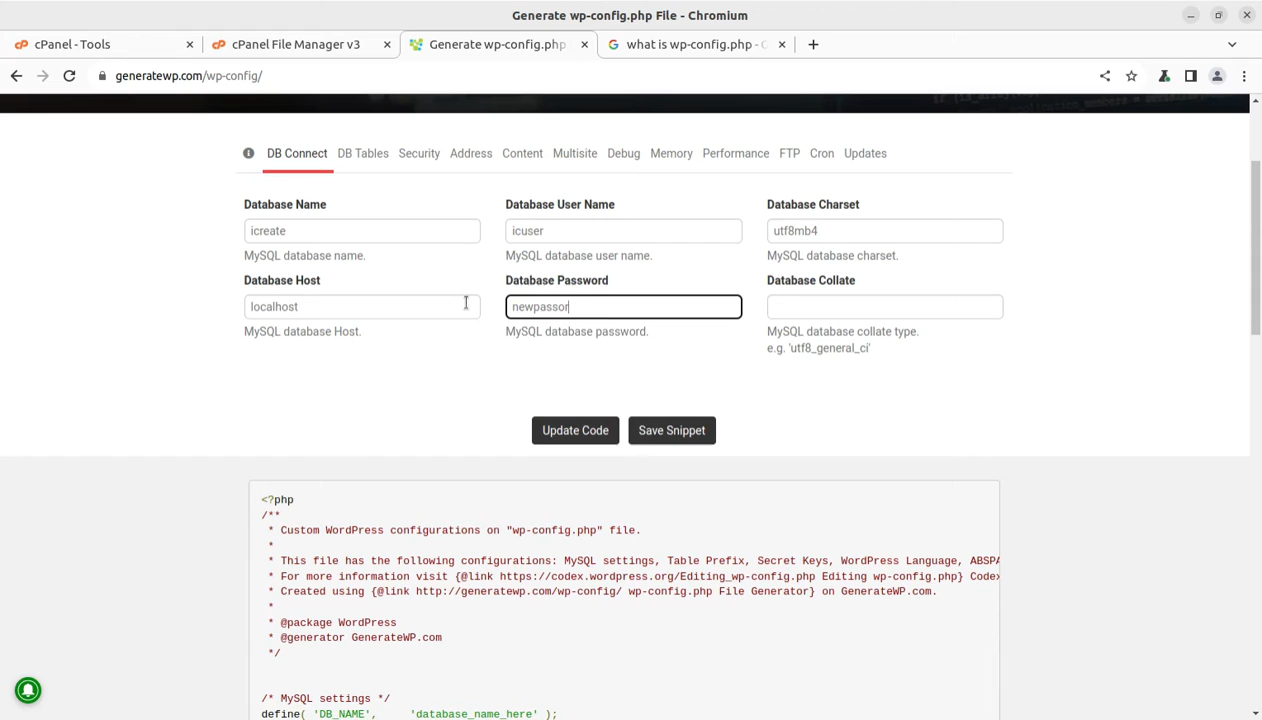 Generate wp-config.php File - Chromium
cPanel - Tools
cPanel File Manager v3
Generate wp-config.php
what is wp-config.php -
generatewp.com/wp-config/
DB Connect DB Tables Security Address Content Multisite Debug Memory Performance FTP Cron Updates
Database Name Database User Name Database Charset
icreate icuser utf8mb4
MySQL database name. MySQL database user name. MySQL database charset.
Database Host Database Password Database Collate
localhost newpassor
MySQL database Host. MySQL database password. MySQL database collate type.
e.g. 'utf8_general_ci'
Update Code Save Snippet
<?php
/**
* Custom WordPress configurations on "wp-config.php" file.
*
* This file has the following configurations: MySQL settings, Table Prefix, Secret Keys, WordPress Language, ABSPA
* For more information visit {@link https://codex.wordpress.org/Editing_wp-config.php Editing wp-config.php} Codex
* Created using {@link http://generatewp.com/wp-config/ wp-config.php File Generator} on GenerateWP.com.
*
* @package WordPress
* @generator GenerateWP.com
*/
/* MySQL settings */
define( 'DB_NAME', 'database_name_here' );